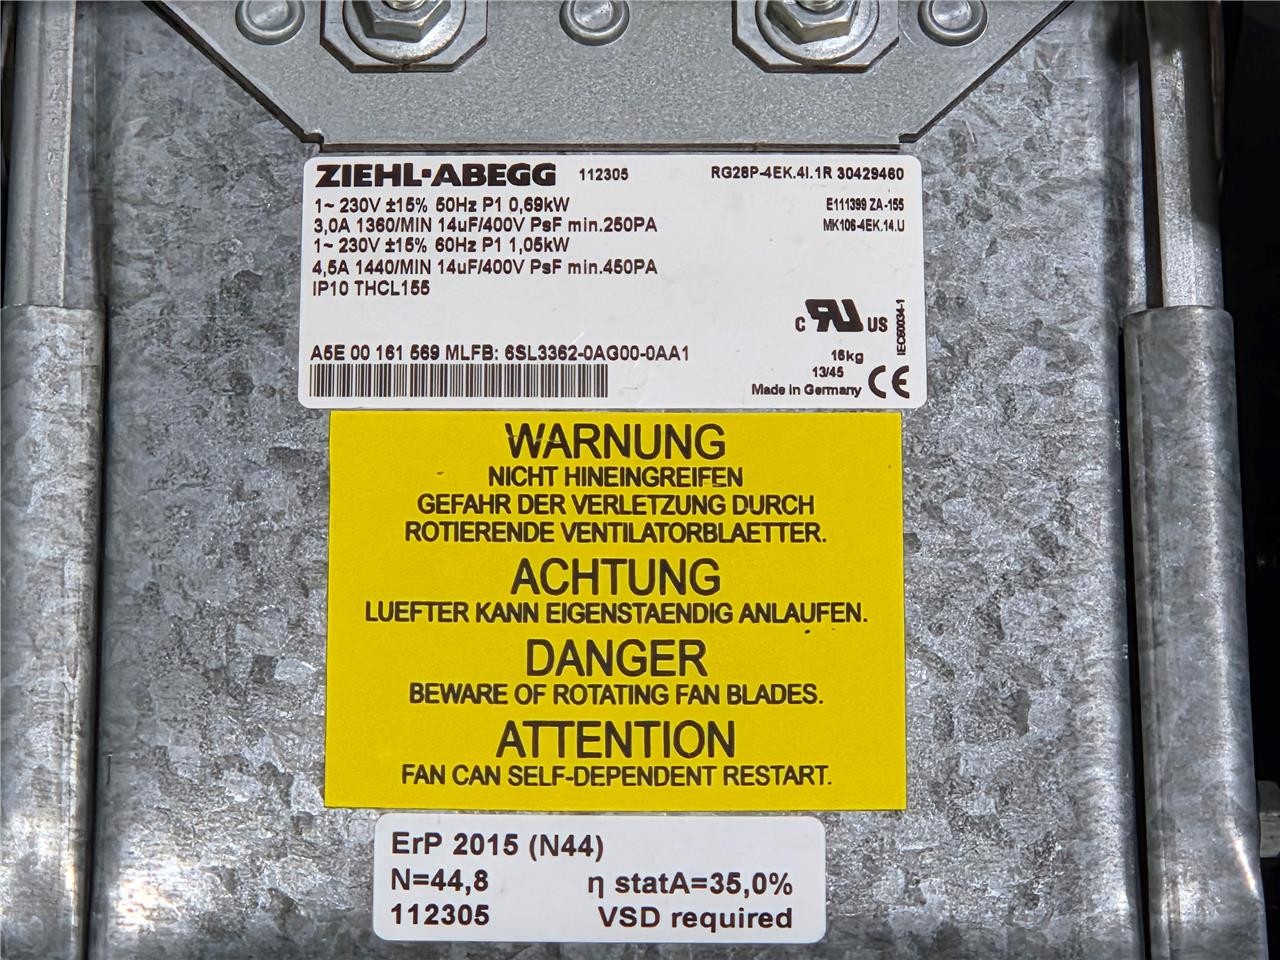 ZIEHL-ABEGG 112305 RG28P-4EK.4I.1R 30429460
1~ 230V ±15% 50Hz P1 0,69kW E111399 ZA-155
3,0A 1360/MIN 14uF/400V PsF min.250PA MK106-4EK.14.U
1~ 230V ±15% 60Hz P1 1,05kW
4,5A 1440/MIN 14uF/400V PsF min.450PA
IP10 THCL155
C RU US
IEC60034-1
A5E 00 161 569 MLFB: 6SL3362-0AG00-0AA1
16kg
13/45
Made in Germany CE
WARNUNG
NICHT HINEINGREIFEN
GEFAHR DER VERLETZUNG DURCH
ROTIERENDE VENTILATORBLAETTER.
ACHTUNG
LUEFTER KANN EIGENSTAENDIG ANLAUFEN.
DANGER
BEWARE OF ROTATING FAN BLADES.
ATTENTION
FAN CAN SELF-DEPENDENT RESTART.
ErP 2015 (N44)
N=44,8 η statA=35,0%
112305 VSD required